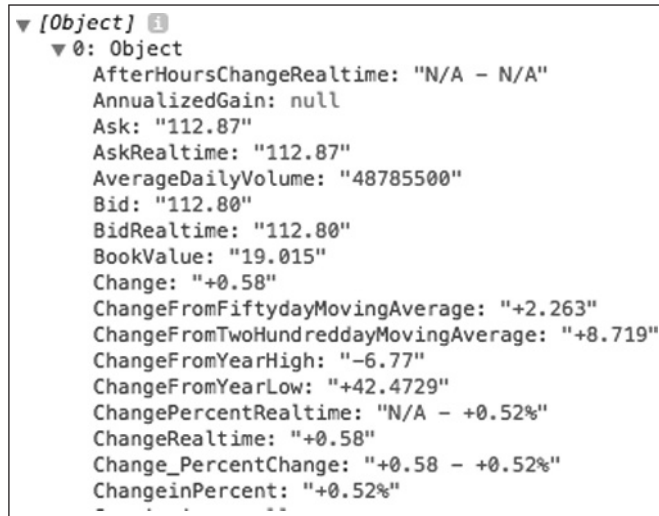 ▼ [Object] i
▼ 0: Object
AfterHoursChangeRealtime: "N/A - N/A"
AnnualizedGain: null
Ask: "112.87"
AskRealtime: "112.87"
AverageDailyVolume: "48785500"
Bid: "112.80"
BidRealtime: "112.80"
BookValue: "19.015"
Change: "+0.58"
ChangeFromFiftydayMovingAverage: "+2.263"
ChangeFromTwoHundreddayMovingAverage: "+8.719"
ChangeFromYearHigh: "-6.77"
ChangeFromYearLow: "+42.4729"
ChangePercentRealtime: "N/A - +0.52%"
ChangeRealtime: "+0.58"
Change_PercentChange: "+0.58 - +0.52%"
ChangeinPercent: "+0.52%"